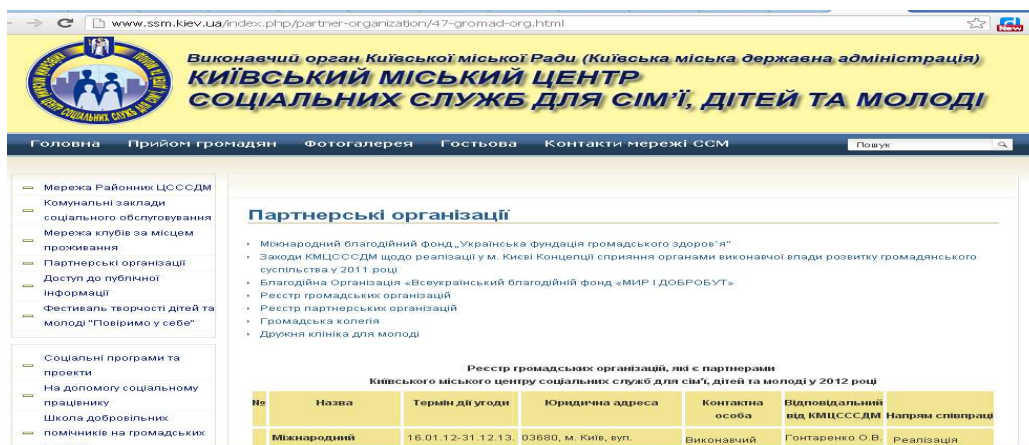 www.ssm.kiev.ua/index.php/partner-organization/47-gromad-org.html
New
Виконавчий орган Київської міської Ради (Київська міська державна адміністрація)
КИЇВСЬКИЙ МІСЬКИЙ ЦЕНТР
СОЦІАЛЬНИХ СЛУЖБ ДЛЯ СІМ'Ї, ДІТЕЙ ТА МОЛОДІ
Головна Прийом громадян Фотогалерея Гостьова Контакти мережі ССМ Пошук
Мережа Районних ЦСССДМ
Комунальні заклади
соціального обслуговування
Мережа клубів за місцем
проживання
Партнерські організації
Доступ до публічної
інформації
Фестиваль творчості дітей та
молоді "Повіримо у себе"
Соціальні програми та
проекти
На допомогу соціальному
працівнику
Школа добровільних
помічників на громадських
Партнерські організації
Міжнародний благодійний фонд „Українська фундація громадського здоров`я"
Заходи КМЦСССДМ щодо реалізації у м. Києві Концепції сприяння органами виконавчої влади розвитку громадянського
суспільства у 2011 році
Благодійна Організація «Всеукраїнський благодійній фонд «МИР І ДОБРОБУТ»
Реєстр громадських організацій
Реєстр партнерських організацій
Громадська колегія
Дружня клініка для молоді
Реєстр громадських організацій, які є партнерами
Київського міського центру соціальних служб для сім'ї, дітей та молоді у 2012 році
№ Назва Термін дії угоди Юридична адреса Контактна особа Відповідальний від КМЦСССДМ Напрям співпраці
Міжнародний 16.01.12-31.12.13. 03680, м. Київ, вул. Виконавчий Гонтаренко О.В. Реалізація